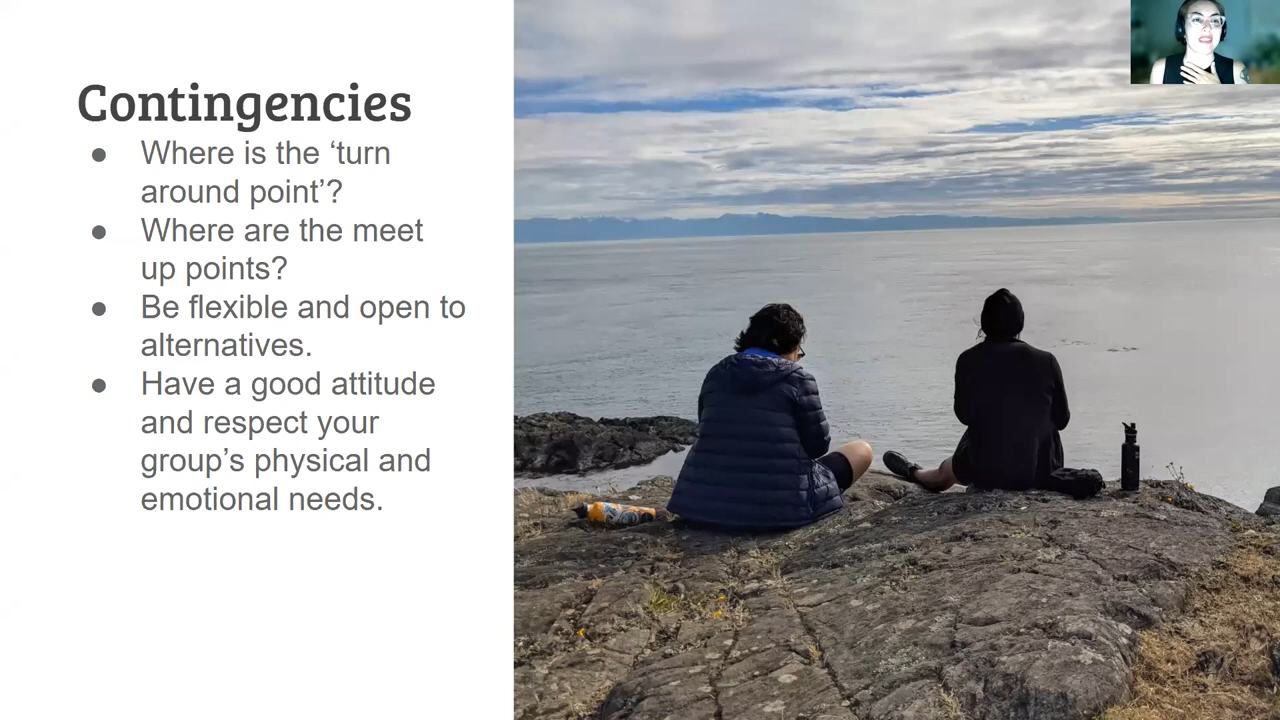 Contingencies
● Where is the ‘turn
around point’?
● Where are the meet
up points?
● Be flexible and open to
alternatives.
● Have a good attitude
and respect your
group’s physical and
emotional needs.